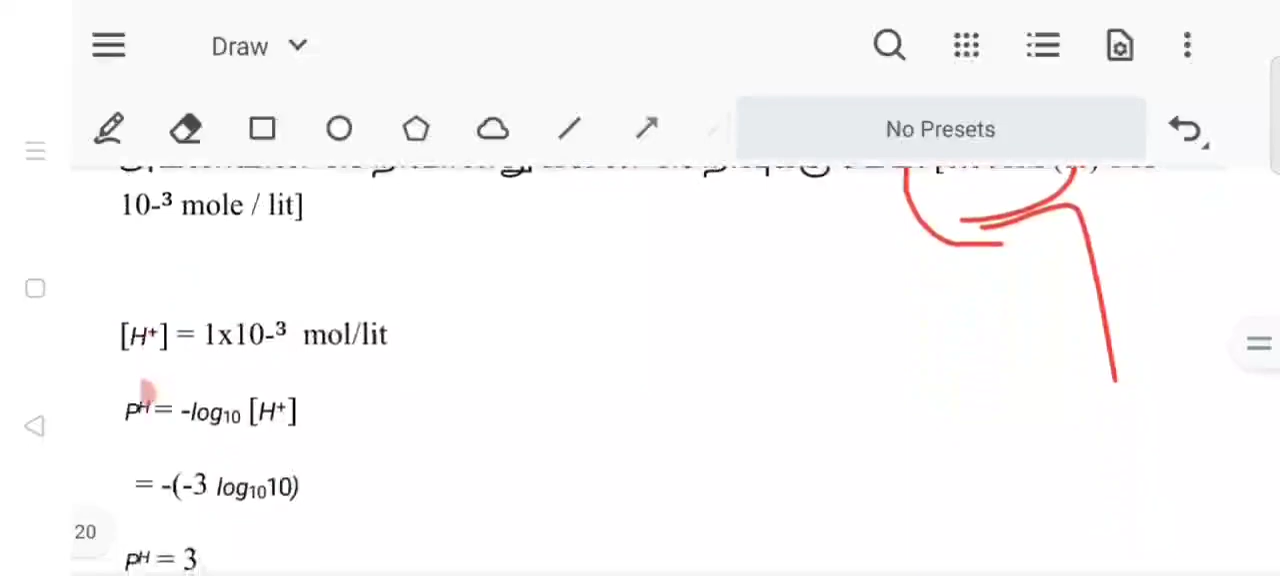 Draw
No Presets
10-³ mole / lit]
[H⁺] = 1x10-³ mol/lit
Pᴴ = -log₁₀ [H⁺]
= -(-3 log₁₀10)
20
Pᴴ = 3